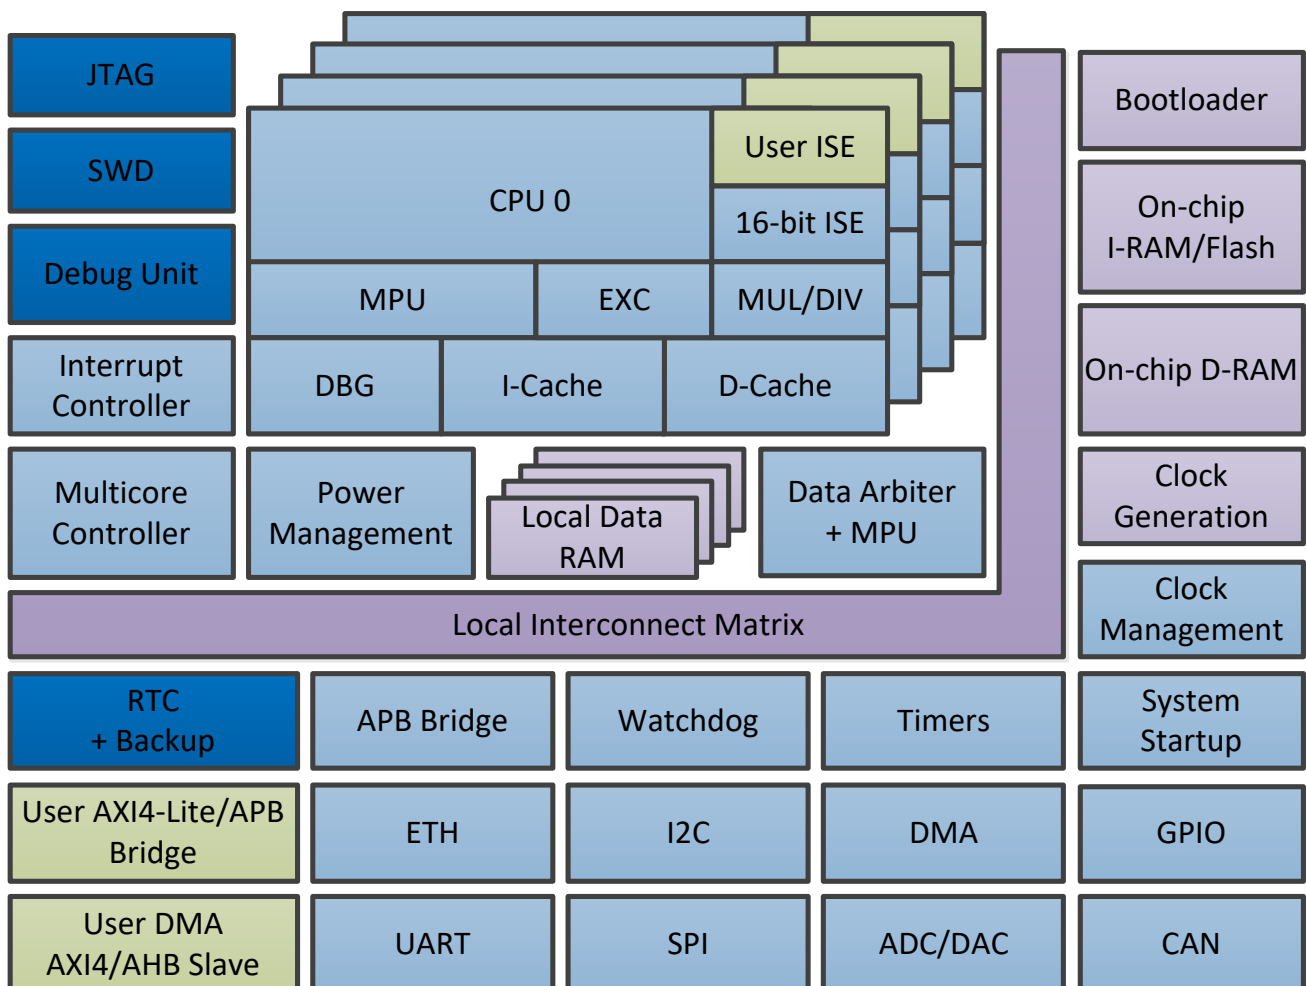 JTAG
SWD
Debug Unit
Interrupt
Controller
Multicore
Controller
CPU 0
User ISE
16-bit ISE
MPU
EXC
MUL/DIV
DBG
I-Cache
D-Cache
Power
Management
Local Data
RAM
Data Arbiter
+ MPU
Local Interconnect Matrix
Bootloader
On-chip
I-RAM/Flash
On-chip D-RAM
Clock
Generation
Clock
Management
RTC
+ Backup
APB Bridge
Watchdog
Timers
System
Startup
User AXI4-Lite/APB
Bridge
ETH
I2C
DMA
GPIO
User DMA
AXI4/AHB Slave
UART
SPI
ADC/DAC
CAN